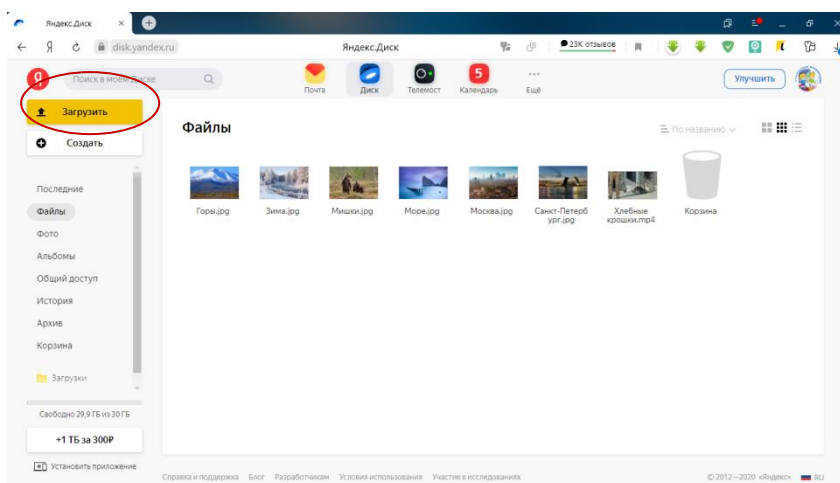 Яндекс.Диск
Я
disk.yandex.ru
Яндекс.Диск
23K отзывов
Я
Поиск в моём Диске
Почта
Диск
Телемост
5
Календарь
Ещё
Улучшить
Загрузить
Создать
Последние
Файлы
Фото
Альбомы
Общий доступ
История
Архив
Корзина
Загрузки
Свободно 29,9 ГБ из 30 ГБ
+1 ТБ за 300₽
Установить приложение
Файлы
По названию
Горы.jpg
Зима.jpg
Мишки.jpg
Море.jpg
Москва.jpg
Санкт-Петерб
ург.jpg
Хлебные
крошки.mp4
Корзина
Справка и поддержка Блог Разработчикам Условия использования Участие в исследованиях
© 2012—2020 «Яндекс» RU